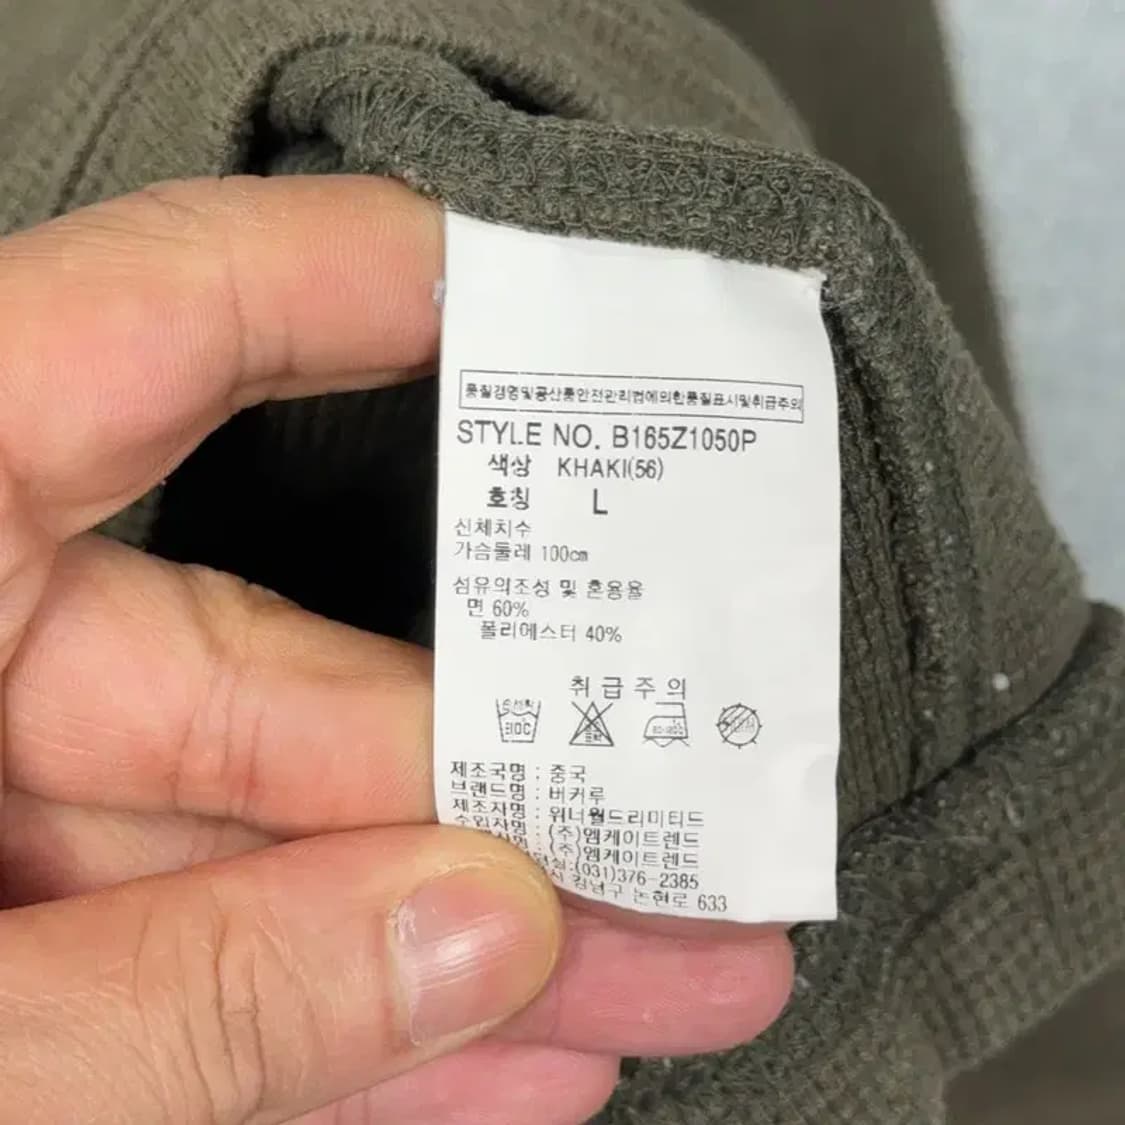 품질경영및공산품안전관리법에의한품질표시및취급주의
STYLE NO. B165Z1050P
색상 KHAKI(56)
호칭 L
신체치수
가슴둘레 100cm
섬유의조성 및 혼용율
면 60%
폴리에스터 40%
취급주의
30℃
제조국명 : 중국
브랜드명 : 버커루
제조자명 : 위너월드리미티드
수입자명 : (주)엠케이트렌드
: (주)엠케이트렌드
:(031)376-2385
강남구 논현로 633